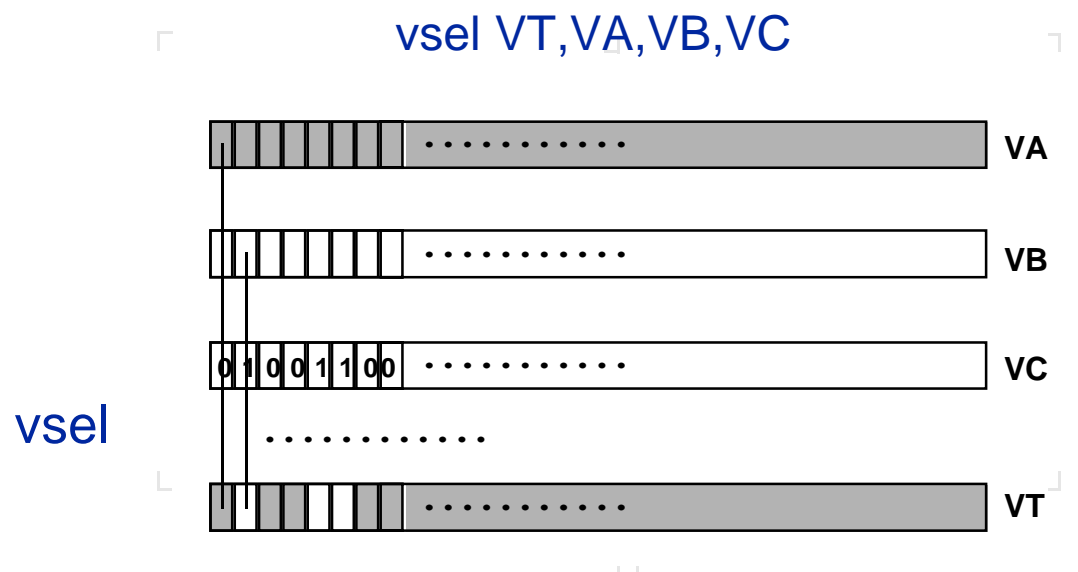 vsel VT,VA,VB,VC
. . . . . . . . . . . VA
. . . . . . . . . . . VB
0 1 0 0 1 1 0 0 . . . . . . . . . . . VC
vsel . . . . . . . . . . . .
. . . . . . . . . . . VT